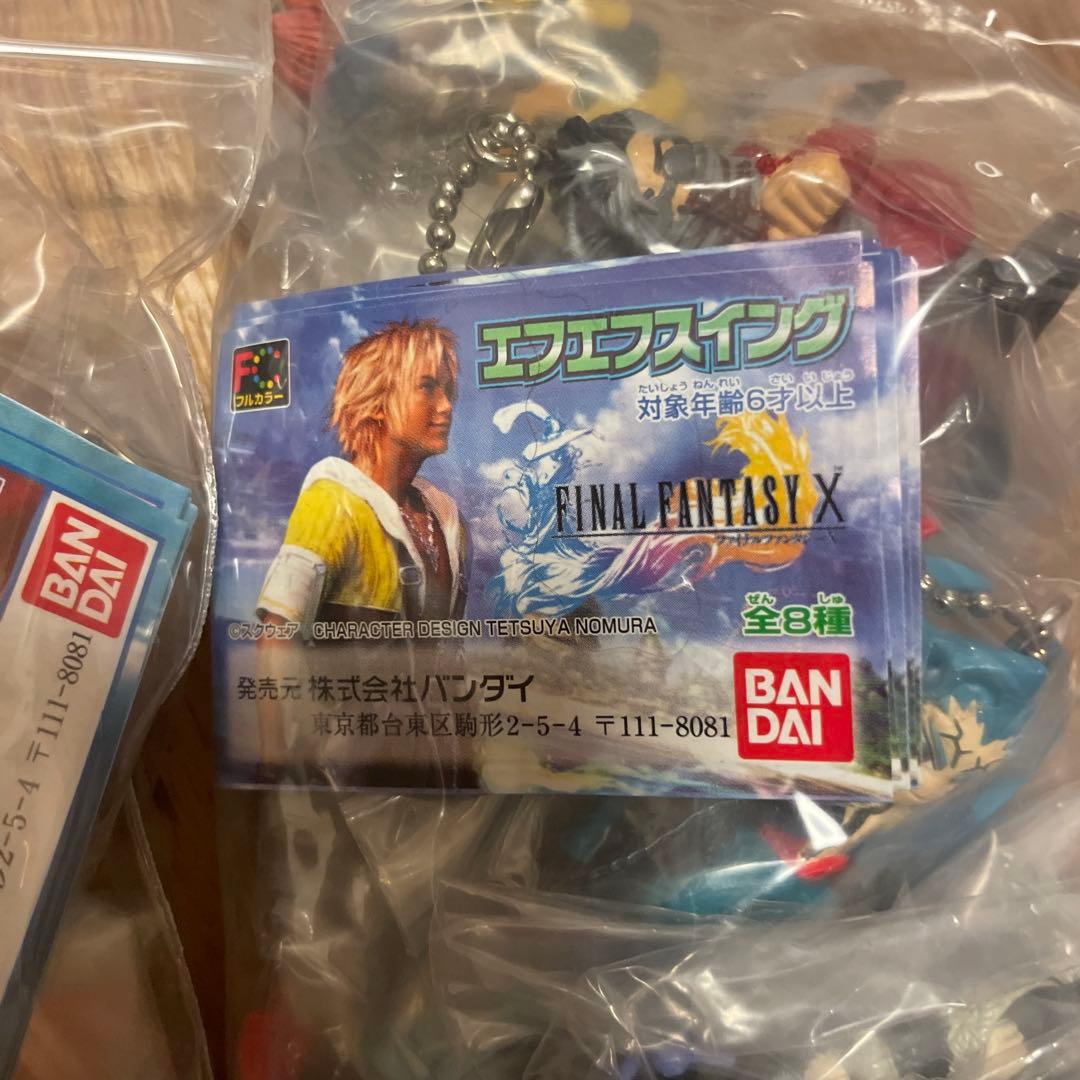 エフエフスイング
たいしょう ねん れい さい い じょう
対象年齢6才以上
フルカラー
FINAL FANTASY X
™
ファイナルファンタジーX
©スクウェア CHARACTER DESIGN TETSUYA NOMURA
ぜん しゅ
全8種
発売元 株式会社バンダイ
東京都台東区駒形2-5-4 〒111-8081
BAN
DAI
BAN
DAI
2-5-4 〒111-8081